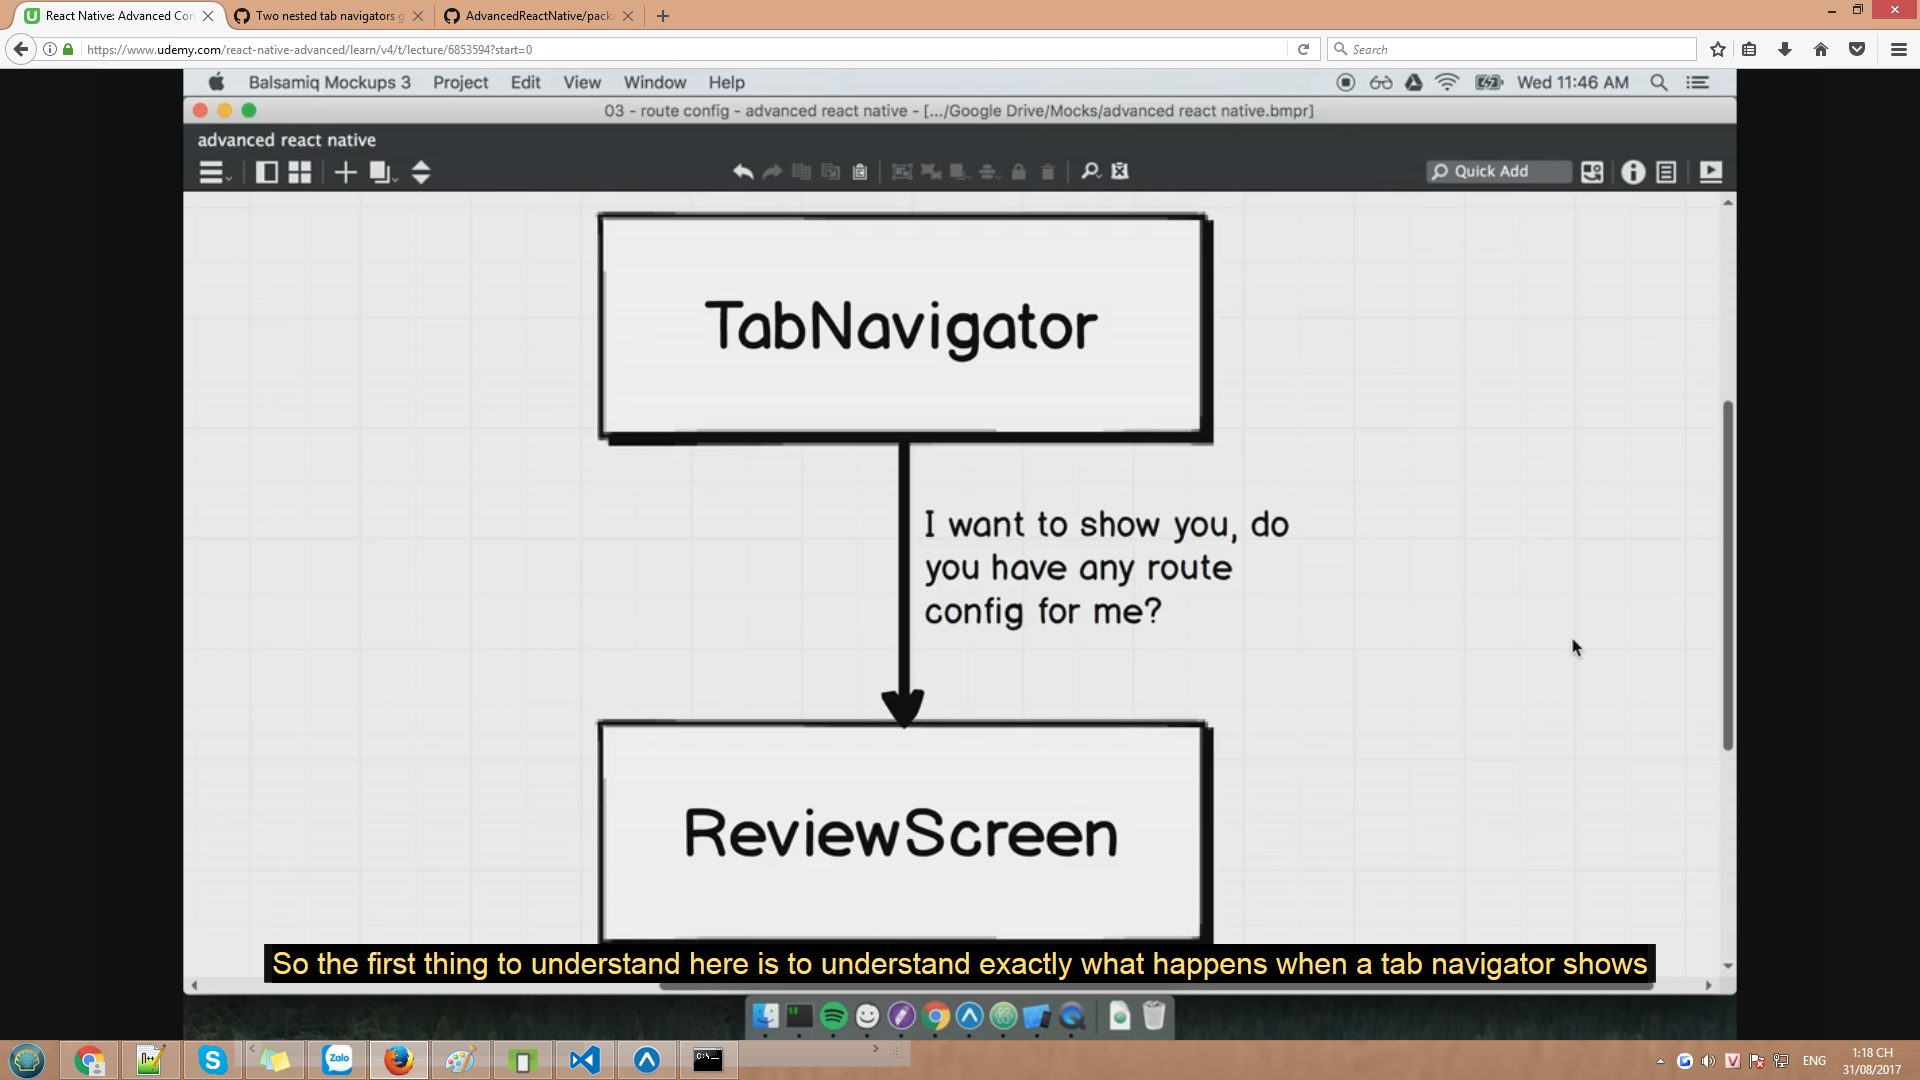 React Native: Advanced Con
Two nested tab navigators g
AdvancedReactNative/pack
https://www.udemy.com/react-native-advanced/learn/v4/t/lecture/6853594?start=0
Search
Balsamiq Mockups 3 Project Edit View Window Help
Wed 11:46 AM
03 - route config - advanced react native - [.../Google Drive/Mocks/advanced react native.bmpr]
advanced react native
Quick Add
TabNavigator
I want to show you, do
you have any route
config for me?
ReviewScreen
So the first thing to understand here is to understand exactly what happens when a tab navigator shows
Zalo
ENG
1:18 CH
31/08/2017